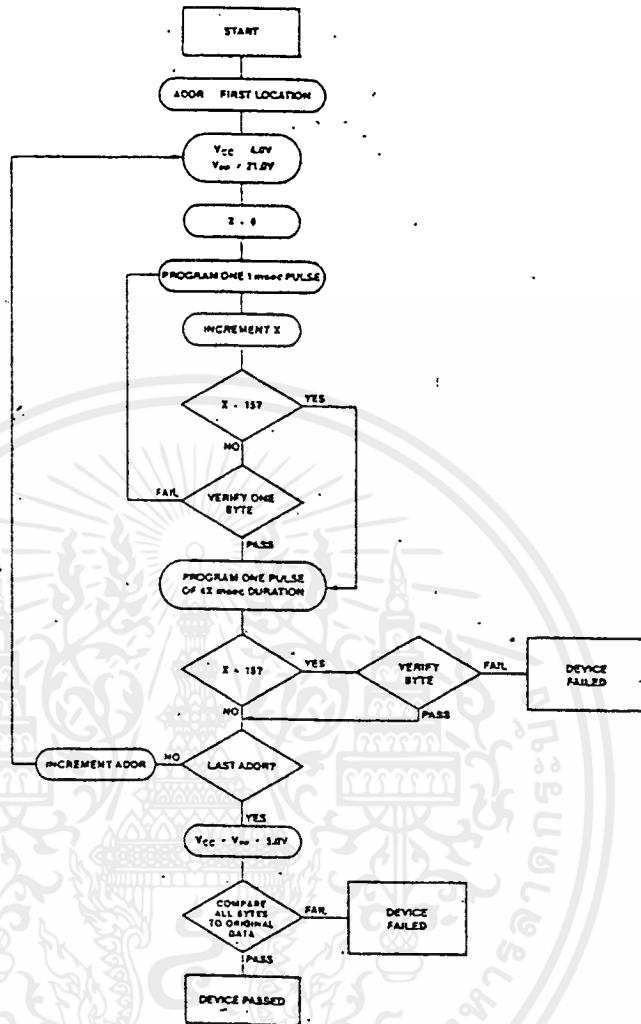 START
ADDR FIRST LOCATION
VCC 6.0V
VPP = 21.0V
X = 0
PROGRAM ONE 1 msec PULSE
INCREMENT X
X = 15?
YES
NO
FAIL
VERIFY ONE
BYTE
PASS
PROGRAM ONE PULSE
OF 4X msec DURATION
X = 15?
YES
VERIFY
BYTE
FAIL
DEVICE
FAILED
NO
PASS
INCREMENT ADDR
NO
LAST ADDR?
YES
VCC = VPP = 5.0V
COMPARE
ALL BYTES
TO ORIGINAL
DATA
FAIL
DEVICE
FAILED
PASS
DEVICE PASSED